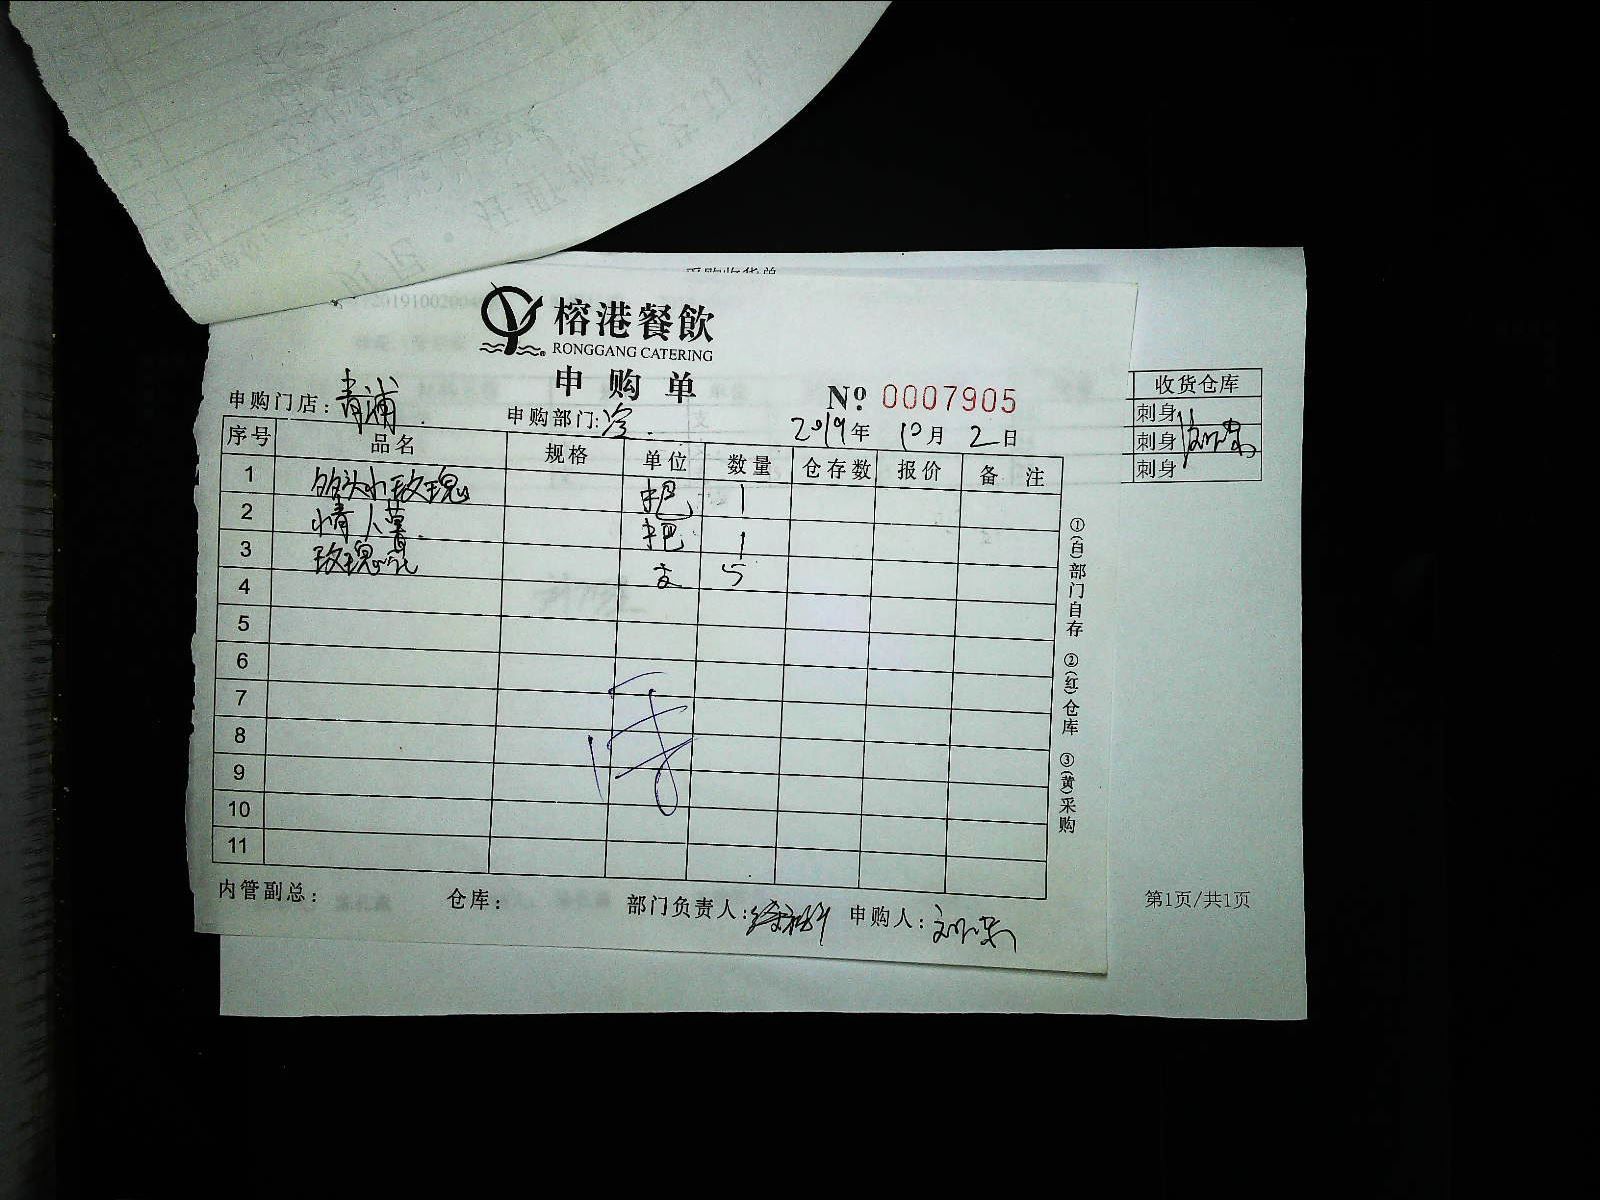 榕港餐飲
RONGGANG CATERING
申购单
申购门店：青浦
申购部门：冷
Nº 0007905
2019年10月2日
序号 品名 规格 单位 数量 仓存数 报价 备注
1 多头小玫瑰 把 1
2 情人草 把 1
3 玫瑰花 支 5
4
5
6
7
8
9
10
11
①(白)部门自存 ②(红)仓库 ③(黄)采购
内管副总： 仓库： 部门负责人： 申购人：
收货仓库
刺身
刺身
刺身
第1页/共1页